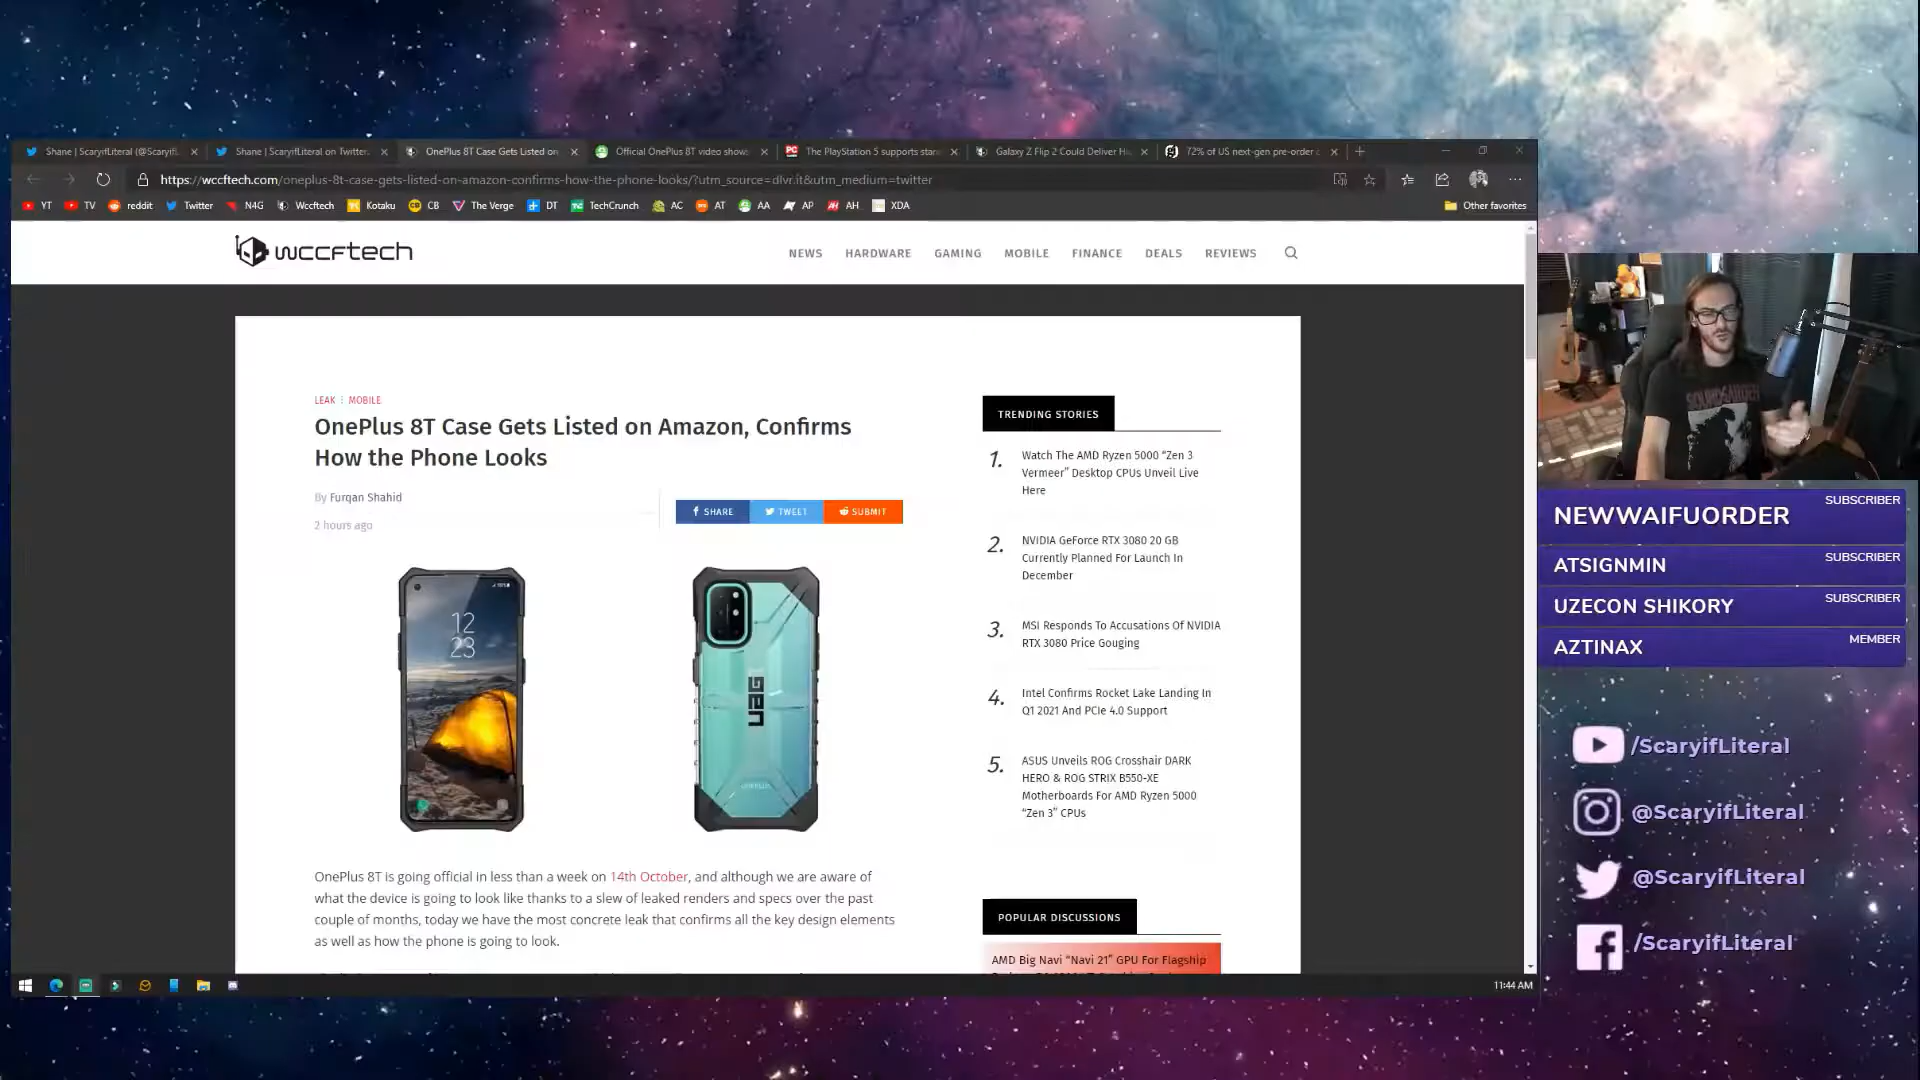 Shane | ScaryifLiteral (@Scaryifl
Shane | ScaryifLiteral on Twitter
OnePlus 8T Case Gets Listed on
Official OnePlus 8T video shows
The PlayStation 5 supports stan
Galaxy Z Flip 2 Could Deliver Hi
72% of US next-gen pre-order c
https://wccftech.com/oneplus-8t-case-gets-listed-on-amazon-confirms-how-the-phone-looks/?utm_source=dlvr.it&utm_medium=twitter
YT TV reddit Twitter N4G Wccftech Kotaku CB The Verge DT TechCrunch AC AT AA AP AH XDA Other favorites
wccftech
NEWS HARDWARE GAMING MOBILE FINANCE DEALS REVIEWS
LEAK MOBILE
OnePlus 8T Case Gets Listed on Amazon, Confirms
How the Phone Looks
By Furqan Shahid
2 hours ago
SHARE TWEET SUBMIT
12
23
UAG
ONEPLUS
OnePlus 8T is going official in less than a week on 14th October, and although we are aware of
what the device is going to look like thanks to a slew of leaked renders and specs over the past
couple of months, today we have the most concrete leak that confirms all the key design elements
as well as how the phone is going to look.
TRENDING STORIES
1. Watch The AMD Ryzen 5000 “Zen 3
Vermeer” Desktop CPUs Unveil Live
Here
2. NVIDIA GeForce RTX 3080 20 GB
Currently Planned For Launch In
December
3. MSI Responds To Accusations Of NVIDIA
RTX 3080 Price Gouging
4. Intel Confirms Rocket Lake Landing In
Q1 2021 And PCIe 4.0 Support
5. ASUS Unveils ROG Crosshair DARK
HERO & ROG STRIX B550-XE
Motherboards For AMD Ryzen 5000
“Zen 3” CPUs
POPULAR DISCUSSIONS
AMD Big Navi “Navi 21” GPU For Flagship
11:44 AM
SOUNDGARDEN
NEWWAIFUORDER SUBSCRIBER
ATSIGNMIN SUBSCRIBER
UZECON SHIKORY SUBSCRIBER
AZTINAX MEMBER
/ScaryifLiteral
@ScaryifLiteral
@ScaryifLiteral
/ScaryifLiteral